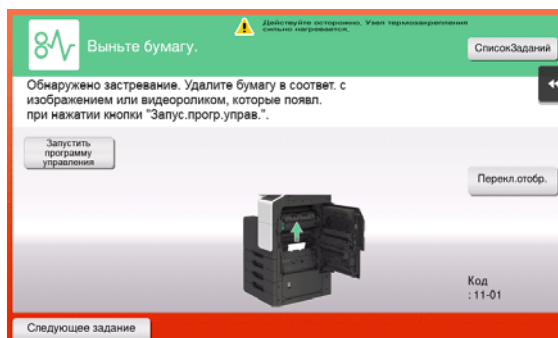 Действуйте осторожно. Узел термозакрепления
сильно нагревается.
Выньте бумагу.
СписокЗаданий
Обнаружено застревание. Удалите бумагу в соответ. с
изображением или видеороликом, которые появл.
при нажатии кнопки "Запус.прогр.управ.".
Запустить
программу
управления
Перекл.отобр.
Код
: 11-01
Следующее задание